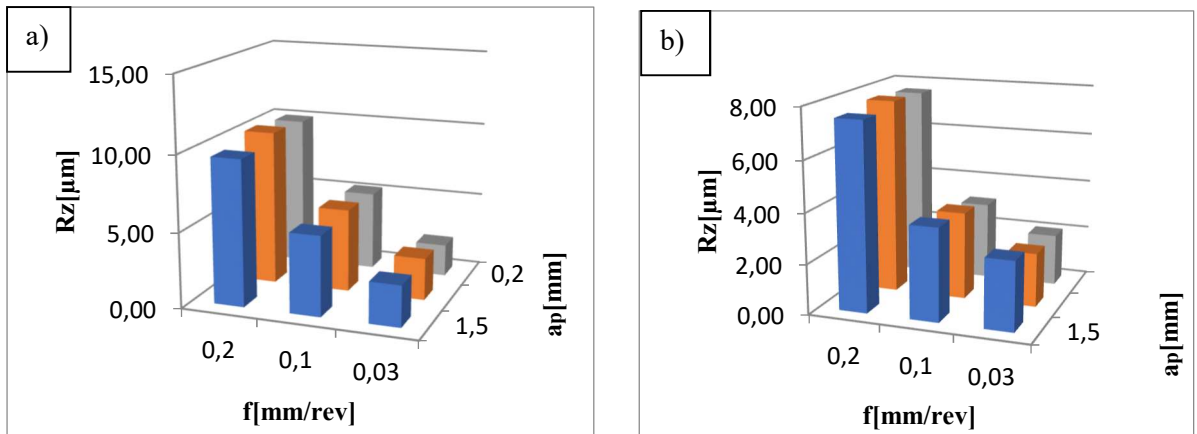 a)
15,00
10,00
5,00
0,00
Rz[μm]
0,2
0,1
0,03
f[mm/rev]
0,2
1,5
ap[mm]
b)
8,00
6,00
4,00
2,00
0,00
Rz[μm]
0,2
0,1
0,03
f[mm/rev]
1,5
ap[mm]